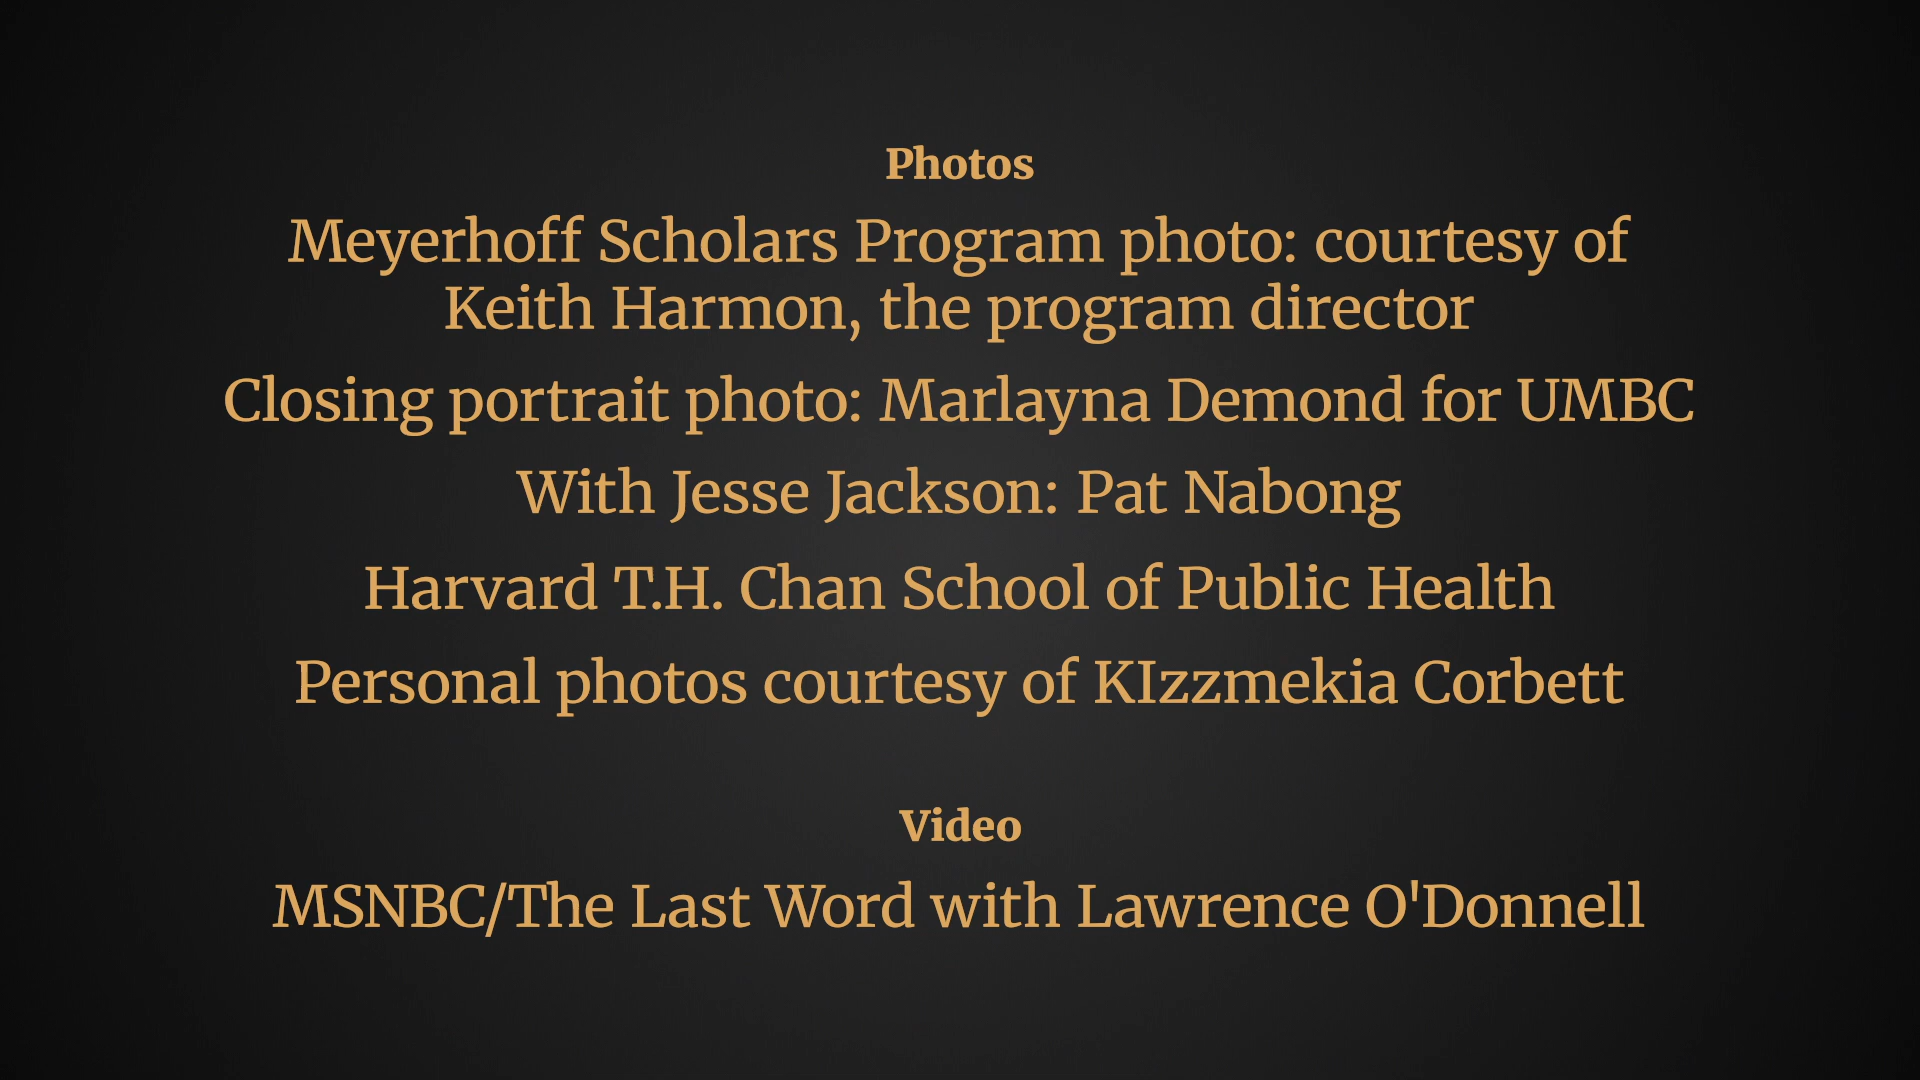 Photos
Meyerhoff Scholars Program photo: courtesy of
Keith Harmon, the program director
Closing portrait photo: Marlayna Demond for UMBC
With Jesse Jackson: Pat Nabong
Harvard T.H. Chan School of Public Health
Personal photos courtesy of KIzzmekia Corbett
Video
MSNBC/The Last Word with Lawrence O'Donnell